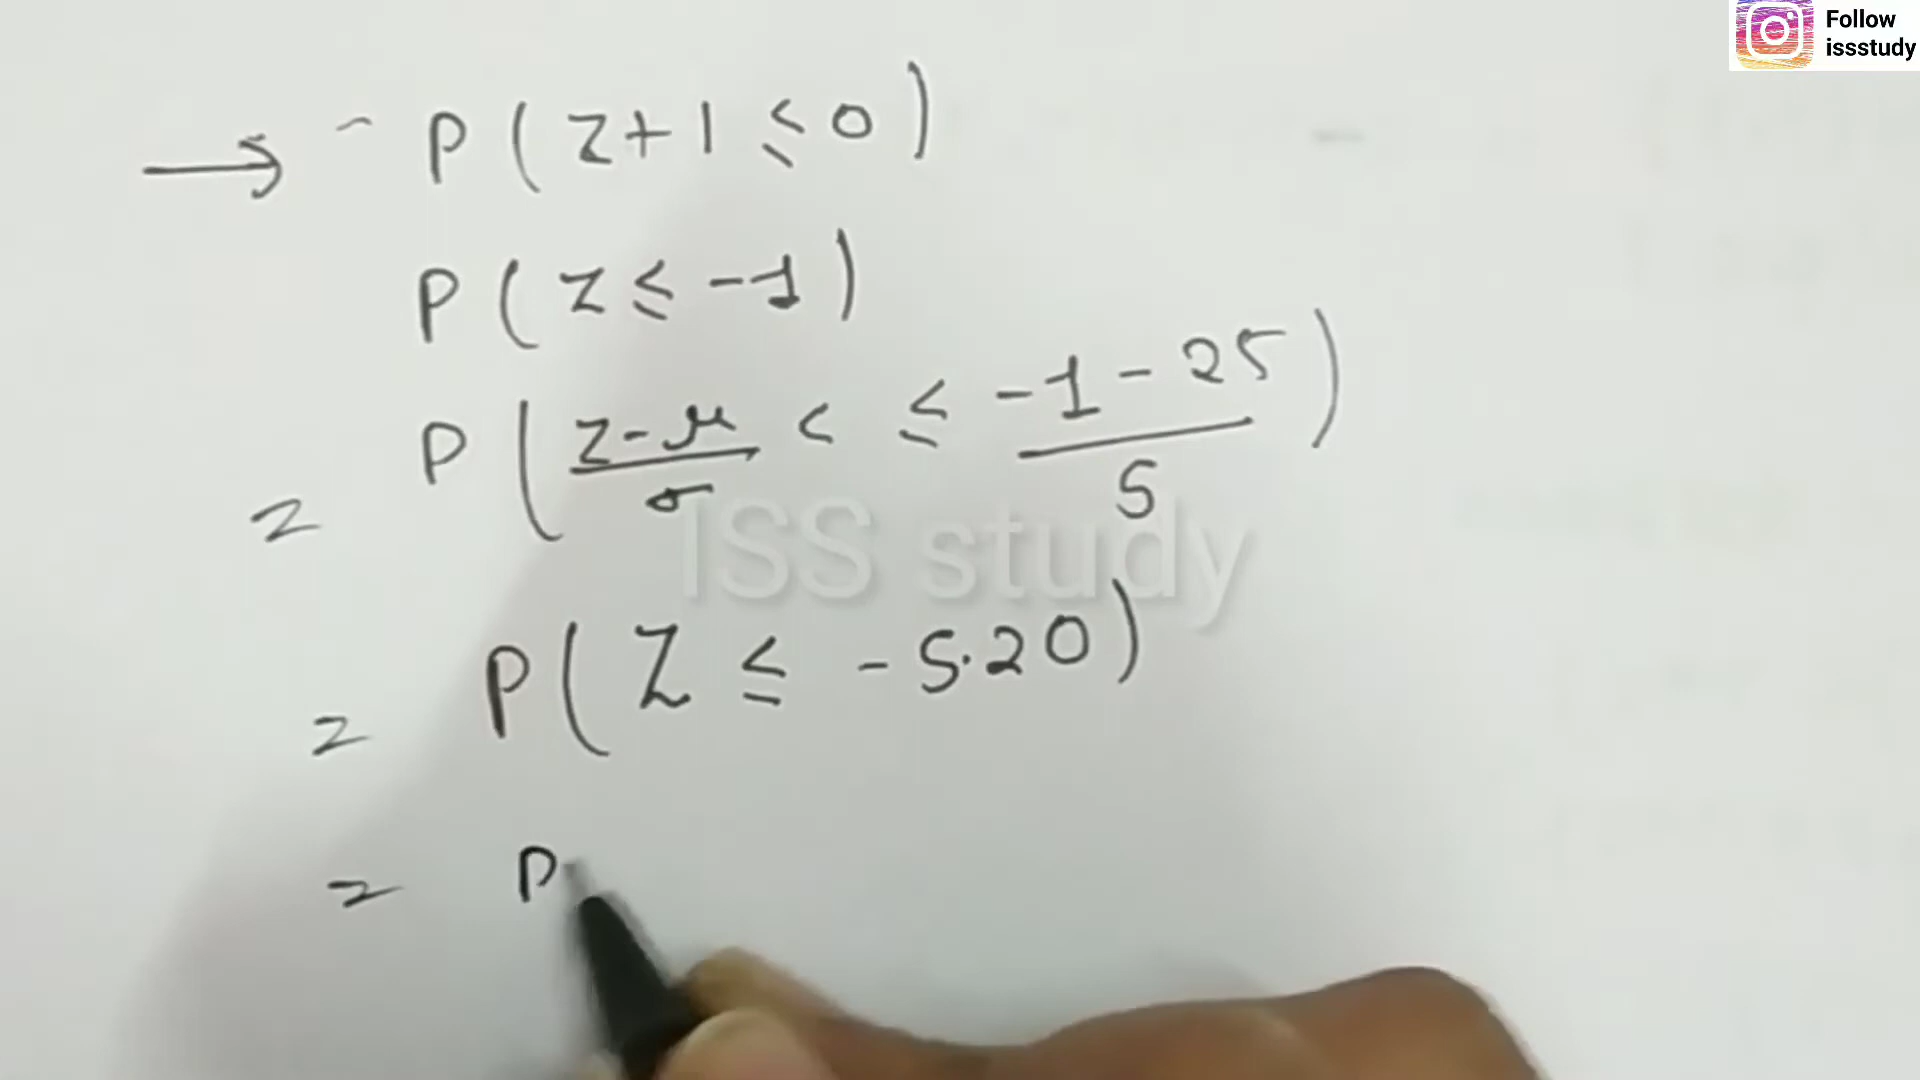 Follow
issstudy
→ P(Z+1 ≤ 0)
P(Z ≤ -1)
= P(Z-μ/σ < ≤ -1-25/5)
ISS study
= P(Z ≤ -5.20)
= P